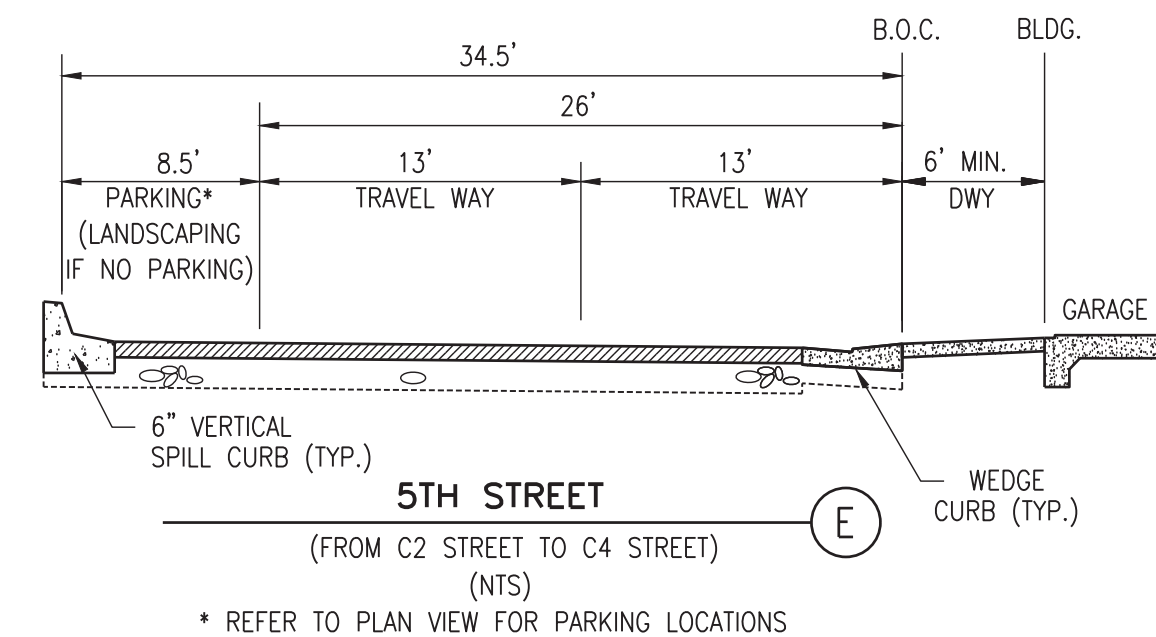 B.O.C.
BLDG.
34.5'
26'
8.5'
PARKING*
(LANDSCAPING
IF NO PARKING)
13'
TRAVEL WAY
13'
TRAVEL WAY
6' MIN.
DWY
GARAGE
6" VERTICAL
SPILL CURB (TYP.)
WEDGE
CURB (TYP.)
5TH STREET
E
(FROM C2 STREET TO C4 STREET)
(NTS)
* REFER TO PLAN VIEW FOR PARKING LOCATIONS